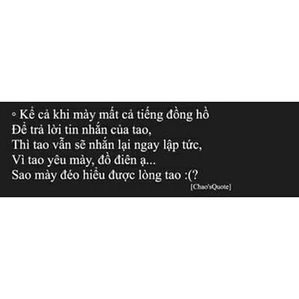 ◦ Kể cả khi mày mất cả tiếng đồng hồ
Để trả lời tin nhắn của tao,
Thì tao vẫn sẽ nhắn lại ngay lập tức,
Vì tao yêu mày, đồ điên ạ...
Sao mày đéo hiểu được lòng tao :(?
[Chao'sQuote]